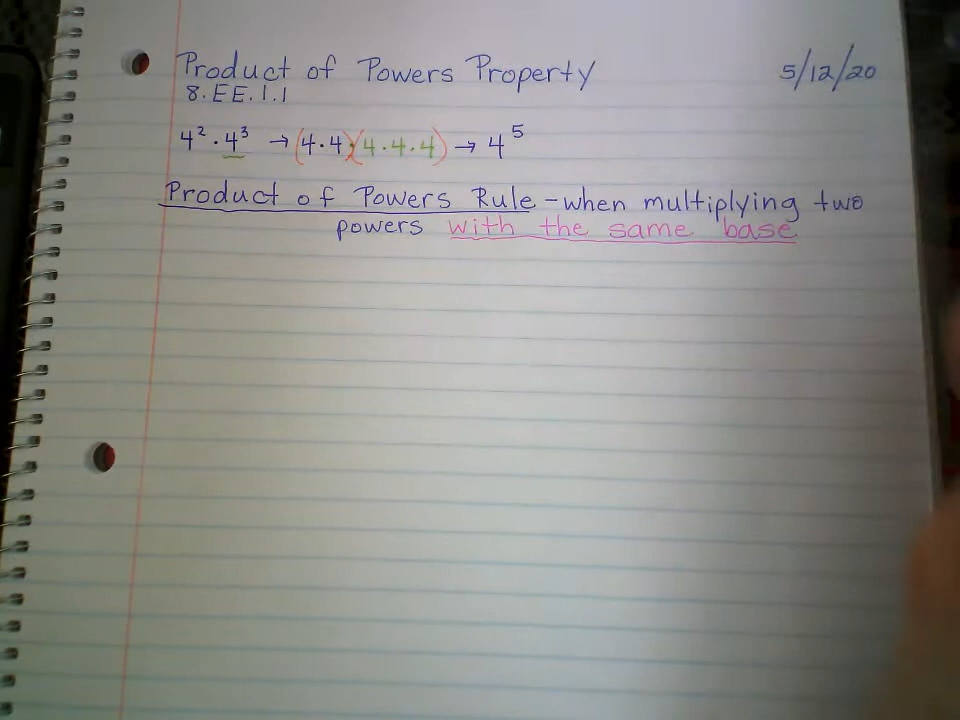 Product of Powers Property 5/12/20
8.EE.1.1
4² · 4³ → (4·4)·(4·4·4) → 4⁵
Product of Powers Rule - when multiplying two
powers with the same base